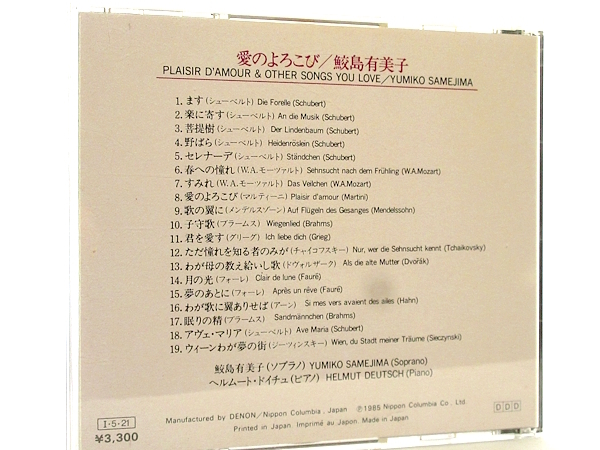 愛のよろこび/鮫島有美子
PLAISIR D'AMOUR & OTHER SONGS YOU LOVE/YUMIKO SAMEJIMA
1. ます(シューベルト) Die Forelle (Schubert)
2. 楽に寄す(シューベルト) An die Musik (Schubert)
3. 菩提樹(シューベルト) Der Lindenbaum (Schubert)
4. 野ばら(シューベルト) Heidenröslein (Schubert)
5. セレナーデ(シューベルト) Ständchen (Schubert)
6. 春への憧れ(W.A.モーツァルト) Sehnsucht nach dem Frühling (W.A.Mozart)
7. すみれ(W.A.モーツァルト) Das Veilchen (W.A.Mozart)
8. 愛のよろこび(マルティーニ) Plaisir d'amour (Martini)
9. 歌の翼に(メンデルスゾーン) Auf Flügeln des Gesanges (Mendelssohn)
10. 子守歌(ブラームス) Wiegenlied (Brahms)
11. 君を愛す(グリーグ) Ich liebe dich (Grieg)
12. ただ憧れを知る者のみが(チャイコフスキー) Nur, wer die Sehnsucht kennt (Tchaikovsky)
13. わが母の教え給いし歌(ドヴォルザーク) Als die alte Mutter (Dvořák)
14. 月の光(フォーレ) Clair de lune (Fauré)
15. 夢のあとに(フォーレ) Après un rêve (Fauré)
16. わが歌に翼ありせば(アーン) Si mes vers avaient des ailes (Hahn)
17. 眠りの精(ブラームス) Sandmännchen (Brahms)
18. アヴェ・マリア(シューベルト) Ave Maria (Schubert)
19. ウィーンわが夢の街(ジーツィンスキー) Wien, du Stadt meiner Träume (Sieczynski)
鮫島有美子(ソプラノ) YUMIKO SAMEJIMA (Soprano)
ヘルムート・ドイチュ(ピアノ) HELMUT DEUTSCH (Piano)
I・5・21
¥3,300
Manufactured by DENON/Nippon Columbia, Japan ℗1985 Nippon Columbia Co., Ltd.
Printed in Japan. Imprimé au Japon. Made in Japan
DDD